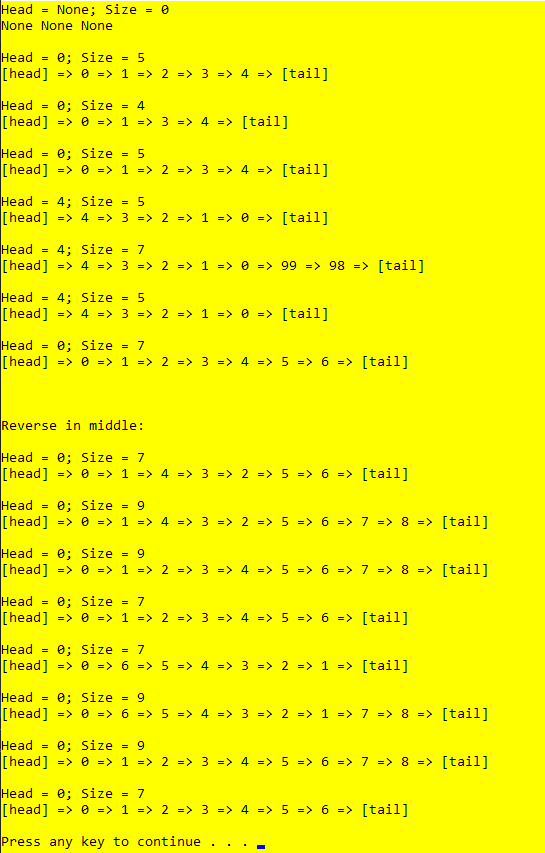 Head = None; Size = 0
None None None
Head = 0; Size = 5
[head] => 0 => 1 => 2 => 3 => 4 => [tail]
Head = 0; Size = 4
[head] => 0 => 1 => 3 => 4 => [tail]
Head = 0; Size = 5
[head] => 0 => 1 => 2 => 3 => 4 => [tail]
Head = 4; Size = 5
[head] => 4 => 3 => 2 => 1 => 0 => [tail]
Head = 4; Size = 7
[head] => 4 => 3 => 2 => 1 => 0 => 99 => 98 => [tail]
Head = 4; Size = 5
[head] => 4 => 3 => 2 => 1 => 0 => [tail]
Head = 0; Size = 7
[head] => 0 => 1 => 2 => 3 => 4 => 5 => 6 => [tail]
Reverse in middle:
Head = 0; Size = 7
[head] => 0 => 1 => 4 => 3 => 2 => 5 => 6 => [tail]
Head = 0; Size = 9
[head] => 0 => 1 => 4 => 3 => 2 => 5 => 6 => 7 => 8 => [tail]
Head = 0; Size = 9
[head] => 0 => 1 => 2 => 3 => 4 => 5 => 6 => 7 => 8 => [tail]
Head = 0; Size = 7
[head] => 0 => 1 => 2 => 3 => 4 => 5 => 6 => [tail]
Head = 0; Size = 7
[head] => 0 => 6 => 5 => 4 => 3 => 2 => 1 => [tail]
Head = 0; Size = 9
[head] => 0 => 6 => 5 => 4 => 3 => 2 => 1 => 7 => 8 => [tail]
Head = 0; Size = 9
[head] => 0 => 1 => 2 => 3 => 4 => 5 => 6 => 7 => 8 => [tail]
Head = 0; Size = 7
[head] => 0 => 1 => 2 => 3 => 4 => 5 => 6 => [tail]
Press any key to continue . . .